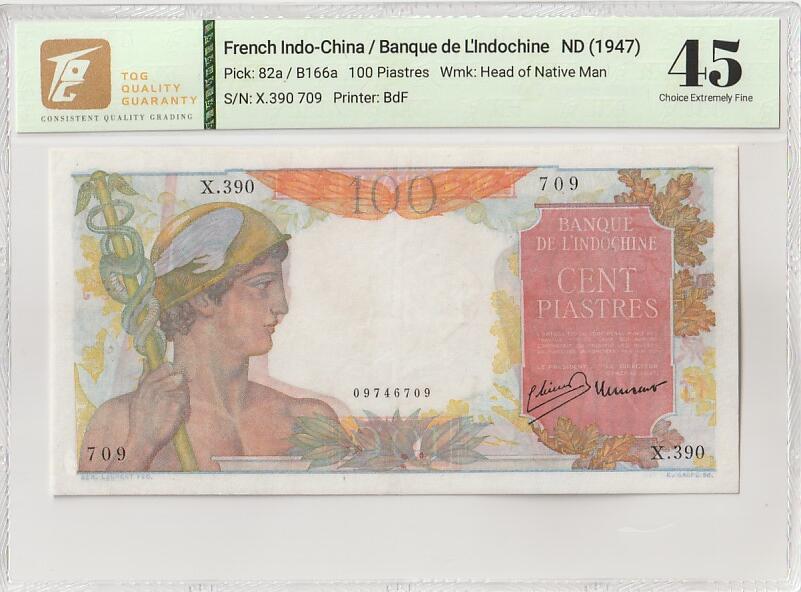 French Indo-China / Banque de L'Indochine ND (1947)
Pick: 82a / B166a 100 Piastres Wmk: Head of Native Man
S/N: X.390 709 Printer: BdF
45
Choice Extremely Fine
TQG
QUALITY
GUARANTY
CONSISTENT QUALITY GRADING
X.390
100
709
BANQUE
DE L'INDOCHINE
CENT
PIASTRES
LE PRÉSIDENT
09746709
709
X.390